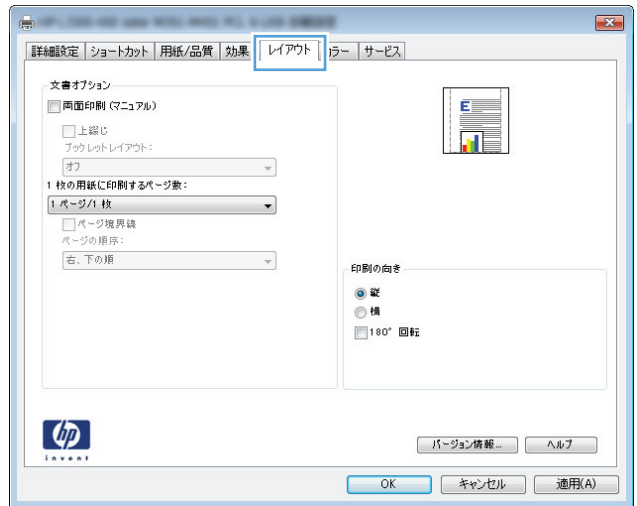 詳細設定 ショートカット 用紙/品質 効果 レイアウト ラー サービス
文書オプション
両面印刷(マニュアル)
上綴じ
ブックレットレイアウト:
オフ
1 枚の用紙に印刷するページ数:
1 ページ/1 枚
ページ境界線
ページの順序:
右、下の順
E
印刷の向き
縦
横
180° 回転
hp
invent
バージョン情報...
ヘルプ
OK
キャンセル
適用(A)